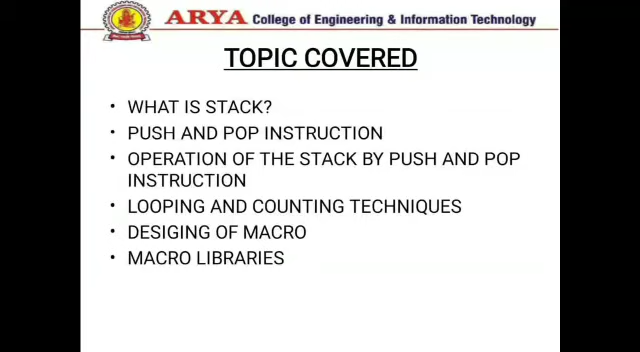 ARYA College of Engineering & Information Technology
TOPIC COVERED
• WHAT IS STACK?
• PUSH AND POP INSTRUCTION
• OPERATION OF THE STACK BY PUSH AND POP
INSTRUCTION
• LOOPING AND COUNTING TECHNIQUES
• DESIGING OF MACRO
• MACRO LIBRARIES